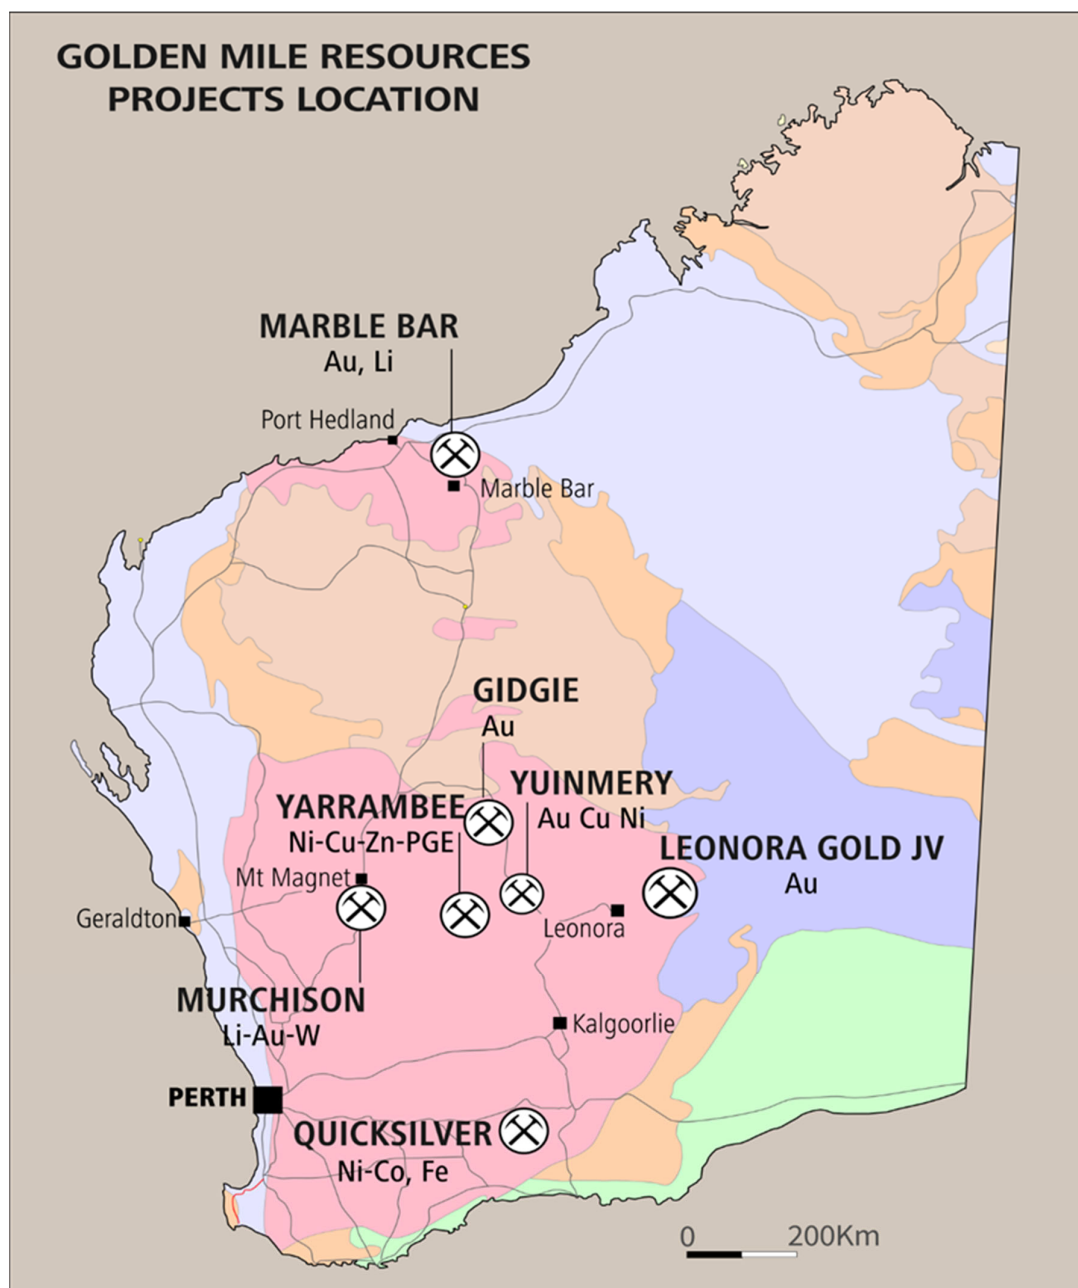 GOLDEN MILE RESOURCES
PROJECTS LOCATION
MARBLE BAR
Au, Li
Port Hedland
Marble Bar
GIDGIE
Au
YUINMERY
Au Cu Ni
YARRAMBEE
Ni-Cu-Zn-PGE
LEONORA GOLD JV
Au
Mt Magnet
Geraldton
Leonora
MURCHISON
Li-Au-W
Kalgoorlie
PERTH
QUICKSILVER
Ni-Co, Fe
0 200Km